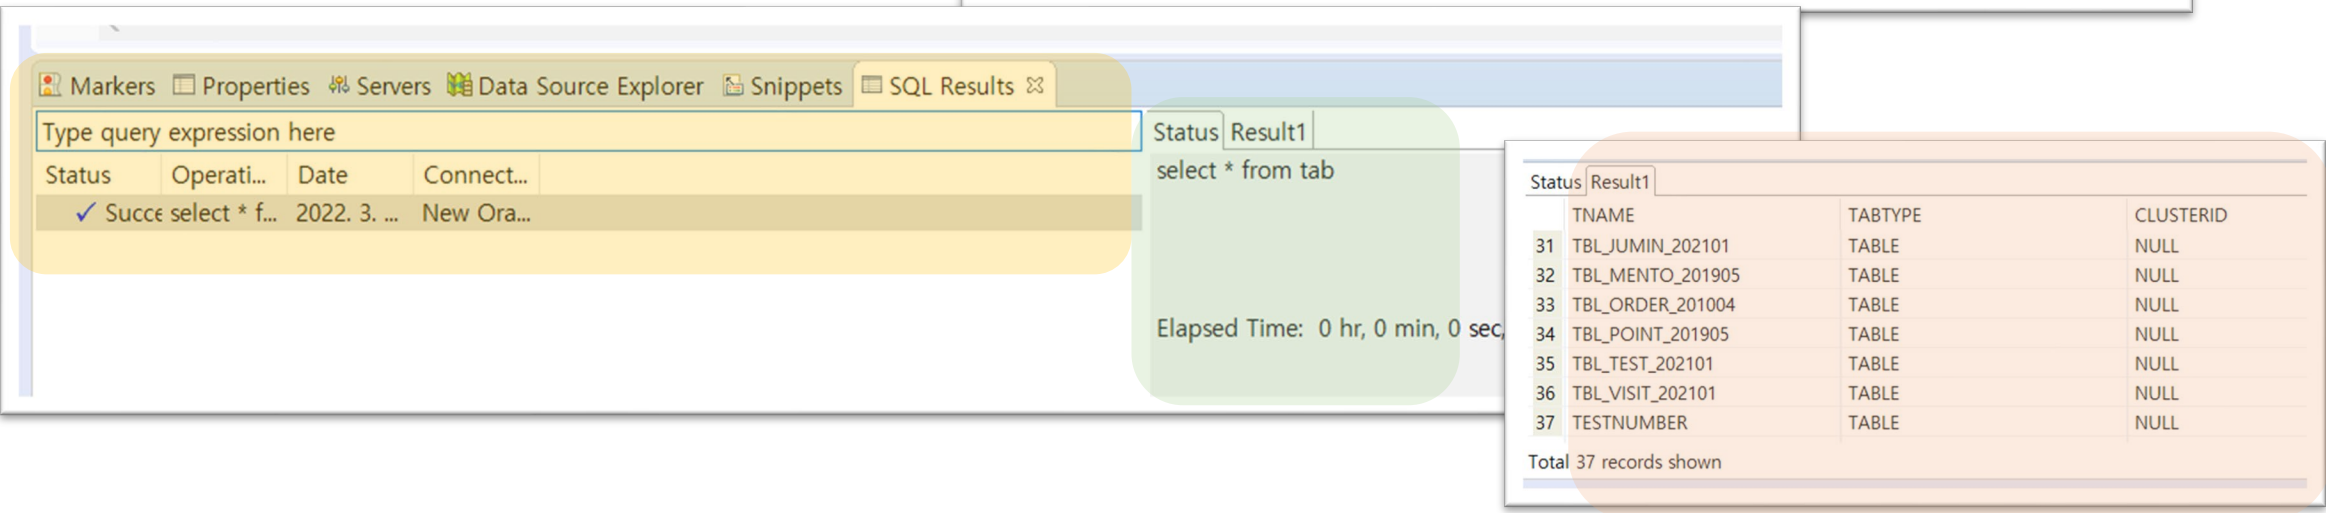 Markers Properties Servers Data Source Explorer Snippets SQL Results
Type query expression here
Status Operati... Date Connect...
Succe select * f... 2022. 3. ... New Ora...
Status Result1
select * from tab
Elapsed Time: 0 hr, 0 min, 0 sec,
Status Result1
TNAME TABTYPE CLUSTERID
31 TBL_JUMIN_202101 TABLE NULL
32 TBL_MENTO_201905 TABLE NULL
33 TBL_ORDER_201004 TABLE NULL
34 TBL_POINT_201905 TABLE NULL
35 TBL_TEST_202101 TABLE NULL
36 TBL_VISIT_202101 TABLE NULL
37 TESTNUMBER TABLE NULL
Total 37 records shown